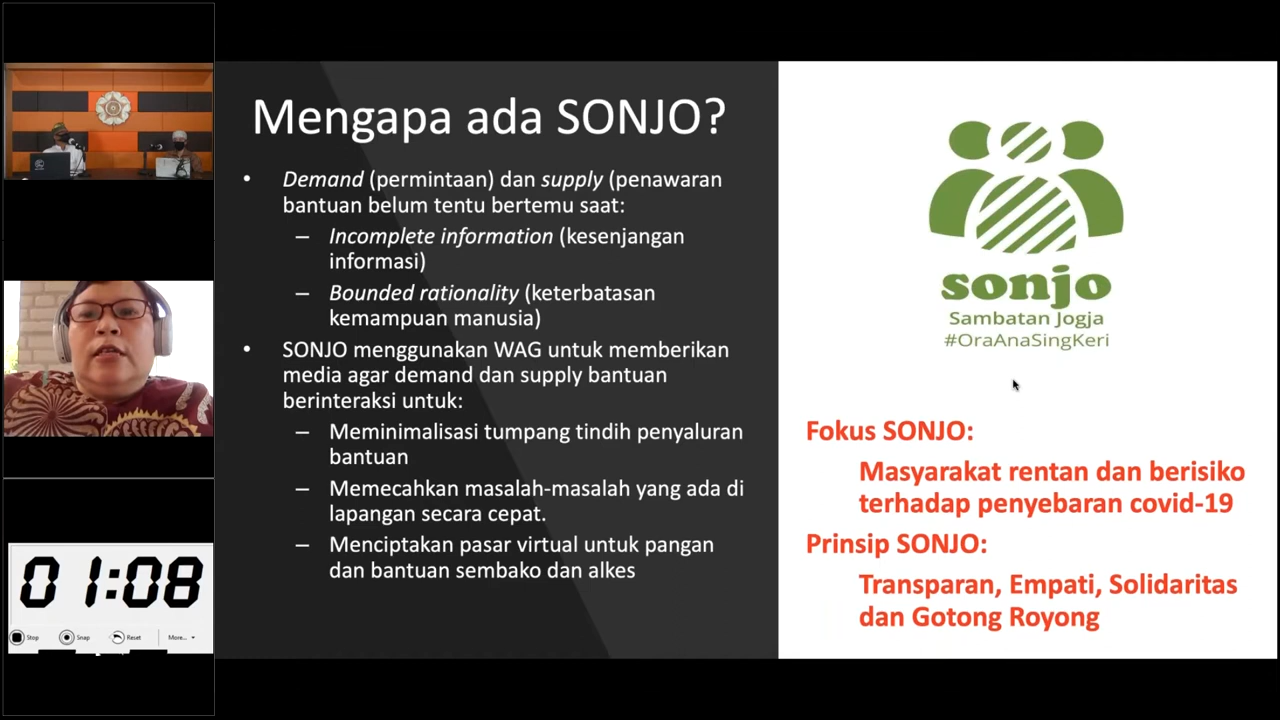 Mengapa ada SONJO?
• Demand (permintaan) dan supply (penawaran
bantuan belum tentu bertemu saat:
– Incomplete information (kesenjangan
informasi)
– Bounded rationality (keterbatasan
kemampuan manusia)
• SONJO menggunakan WAG untuk memberikan
media agar demand dan supply bantuan
berinteraksi untuk:
– Meminimalisasi tumpang tindih penyaluran
bantuan
– Memecahkan masalah-masalah yang ada di
lapangan secara cepat.
– Menciptakan pasar virtual untuk pangan
dan bantuan sembako dan alkes
sonjo
Sambatan Jogja
#OraAnaSingKeri
Fokus SONJO:
Masyarakat rentan dan berisiko
terhadap penyebaran covid-19
Prinsip SONJO:
Transparan, Empati, Solidaritas
dan Gotong Royong
01:08
Stop Snap Reset More...